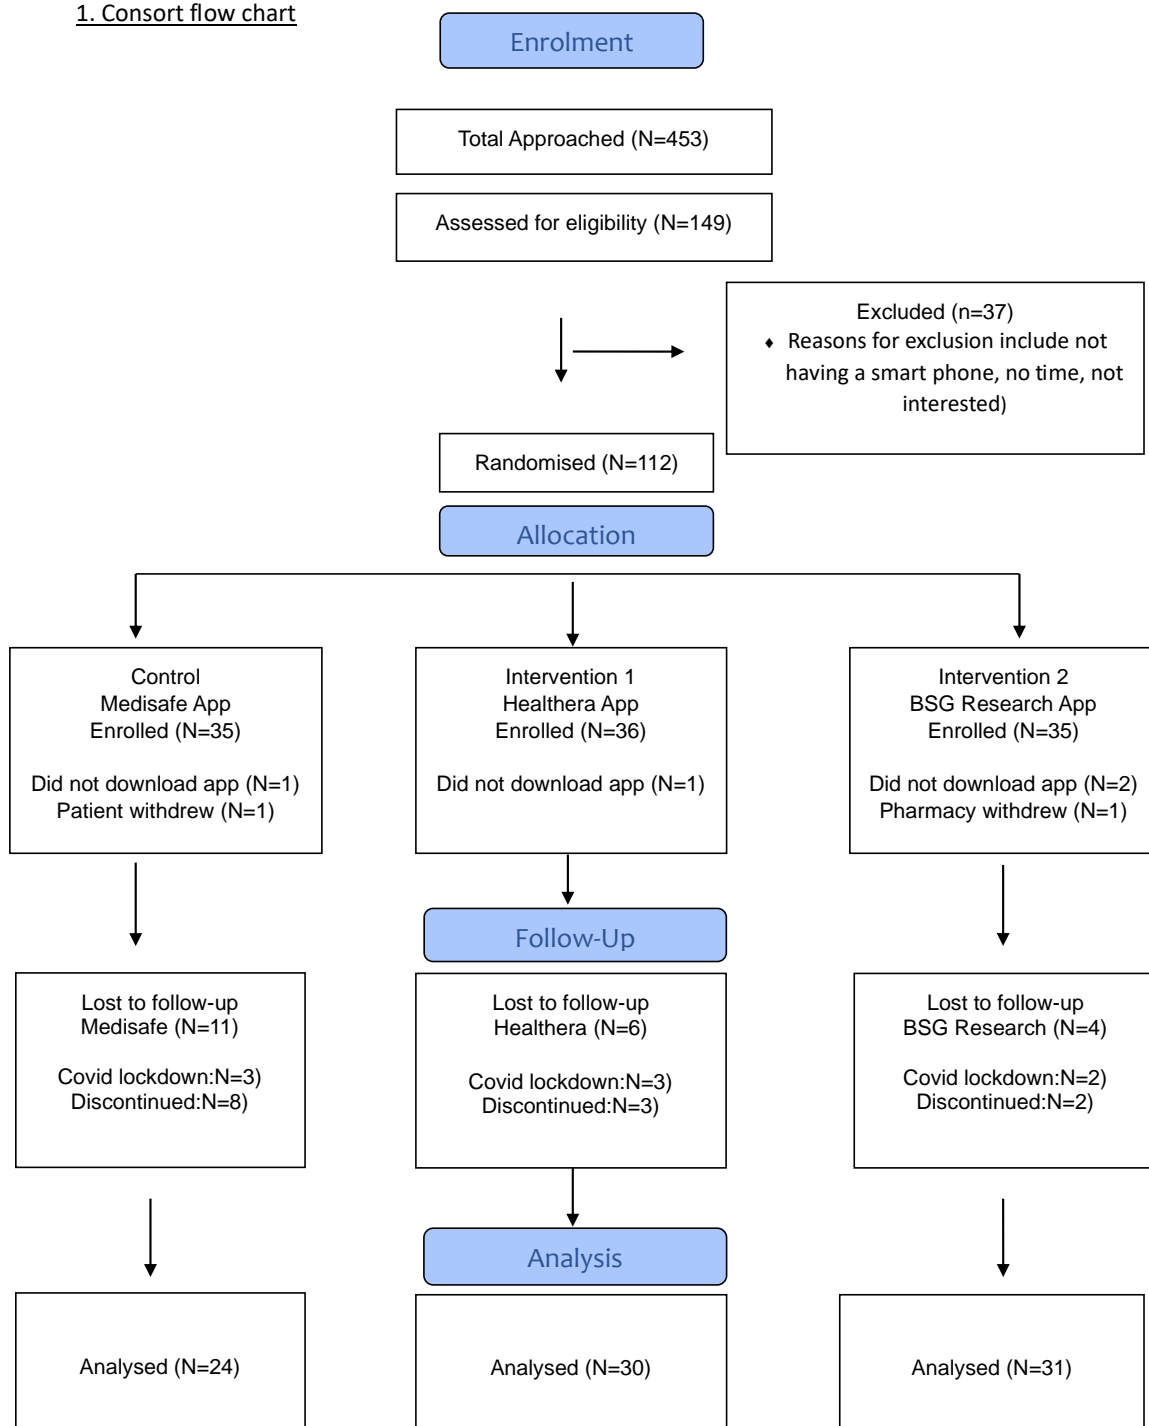 1. Consort flow chart
Enrolment
Total Approached (N=453)
Assessed for eligibility (N=149)
Excluded (n=37)
♦ Reasons for exclusion include not
having a smart phone, no time, not
interested)
Randomised (N=112)
Allocation
Control
Medisafe App
Enrolled (N=35)
Did not download app (N=1)
Patient withdrew (N=1)
Intervention 1
Healthera App
Enrolled (N=36)
Did not download app (N=1)
Intervention 2
BSG Research App
Enrolled (N=35)
Did not download app (N=2)
Pharmacy withdrew (N=1)
Follow-Up
Lost to follow-up
Medisafe (N=11)
Covid lockdown:N=3)
Discontinued:N=8)
Lost to follow-up
Healthera (N=6)
Covid lockdown:N=3)
Discontinued:N=3)
Lost to follow-up
BSG Research (N=4)
Covid lockdown:N=2)
Discontinued:N=2)
Analysis
Analysed (N=24)
Analysed (N=30)
Analysed (N=31)